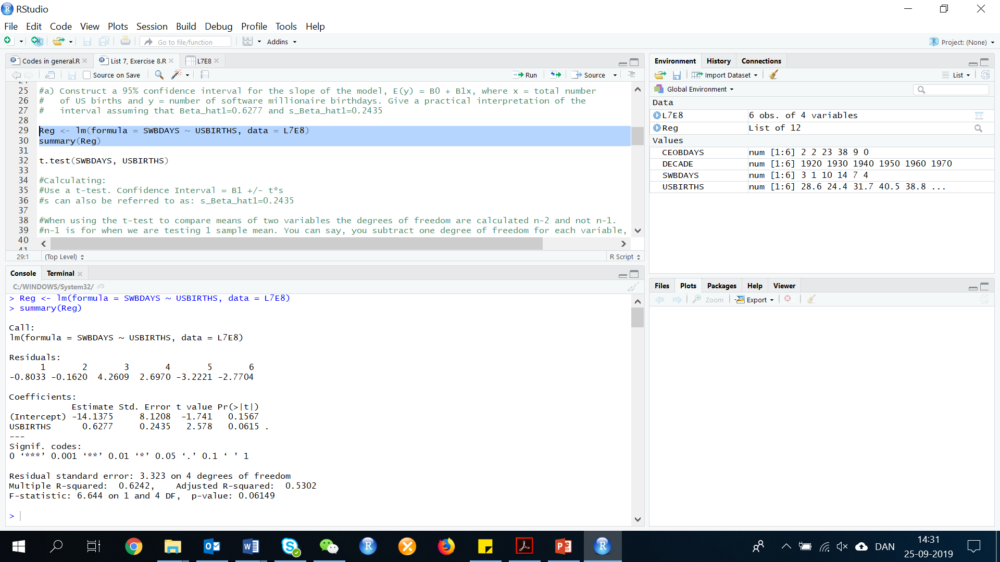 RStudio
File Edit Code View Plots Session Build Debug Profile Tools Help
Go to file/function Addins Project: (None)
Codes in general.R List 7, Exercise 8.R L7E8
Source on Save Run Source
25 #a) Construct a 95% confidence interval for the slope of the model, E(y) = B0 + B1x, where x = total number
26 # of US births and y = number of software millionaire birthdays. Give a practical interpretation of the
27 # interval assuming that Beta_hat1=0.6277 and s_Beta_hat1=0.2435
28
29 Reg <- lm(formula = SWBDAYS ~ USBIRTHS, data = L7E8)
30 summary(Reg)
31
32 t.test(SWBDAYS, USBIRTHS)
33
34 #Calculating:
35 #Use a t-test. Confidence Interval = B1 +/- t*s
36 #s can also be referred to as: s_Beta_hat1=0.2435
37
38 #When using the t-test to compare means of two variables the degrees of freedom are calculated n-2 and not n-1.
39 #n-1 is for when we are testing 1 sample mean. You can say, you subtract one degree of freedom for each variable,
40
29:1 (Top Level) R Script
Console Terminal
C:/WINDOWS/System32/
> Reg <- lm(formula = SWBDAYS ~ USBIRTHS, data = L7E8)
> summary(Reg)
Call:
lm(formula = SWBDAYS ~ USBIRTHS, data = L7E8)
Residuals:
1 2 3 4 5 6
-0.8033 -0.1620 4.2609 2.6970 -3.2221 -2.7704
Coefficients:
Estimate Std. Error t value Pr(>|t|)
(Intercept) -14.1375 8.1208 -1.741 0.1567
USBIRTHS 0.6277 0.2435 2.578 0.0615 .
---
Signif. codes:
0 ‘***’ 0.001 ‘**’ 0.01 ‘*’ 0.05 ‘.’ 0.1 ‘ ’ 1
Residual standard error: 3.323 on 4 degrees of freedom
Multiple R-squared: 0.6242, Adjusted R-squared: 0.5302
F-statistic: 6.644 on 1 and 4 DF, p-value: 0.06149
>
Environment History Connections
Import Dataset List
Global Environment
Data
L7E8 6 obs. of 4 variables
Reg List of 12
Values
CEOBDAYS num [1:6] 2 2 23 38 9 0
DECADE num [1:6] 1920 1930 1940 1950 1960 1970
SWBDAYS num [1:6] 3 1 10 14 7 4
USBIRTHS num [1:6] 28.6 24.4 31.7 40.5 38.8 ...
Files Plots Packages Help Viewer
Zoom Export
DAN
14:31
25-09-2019